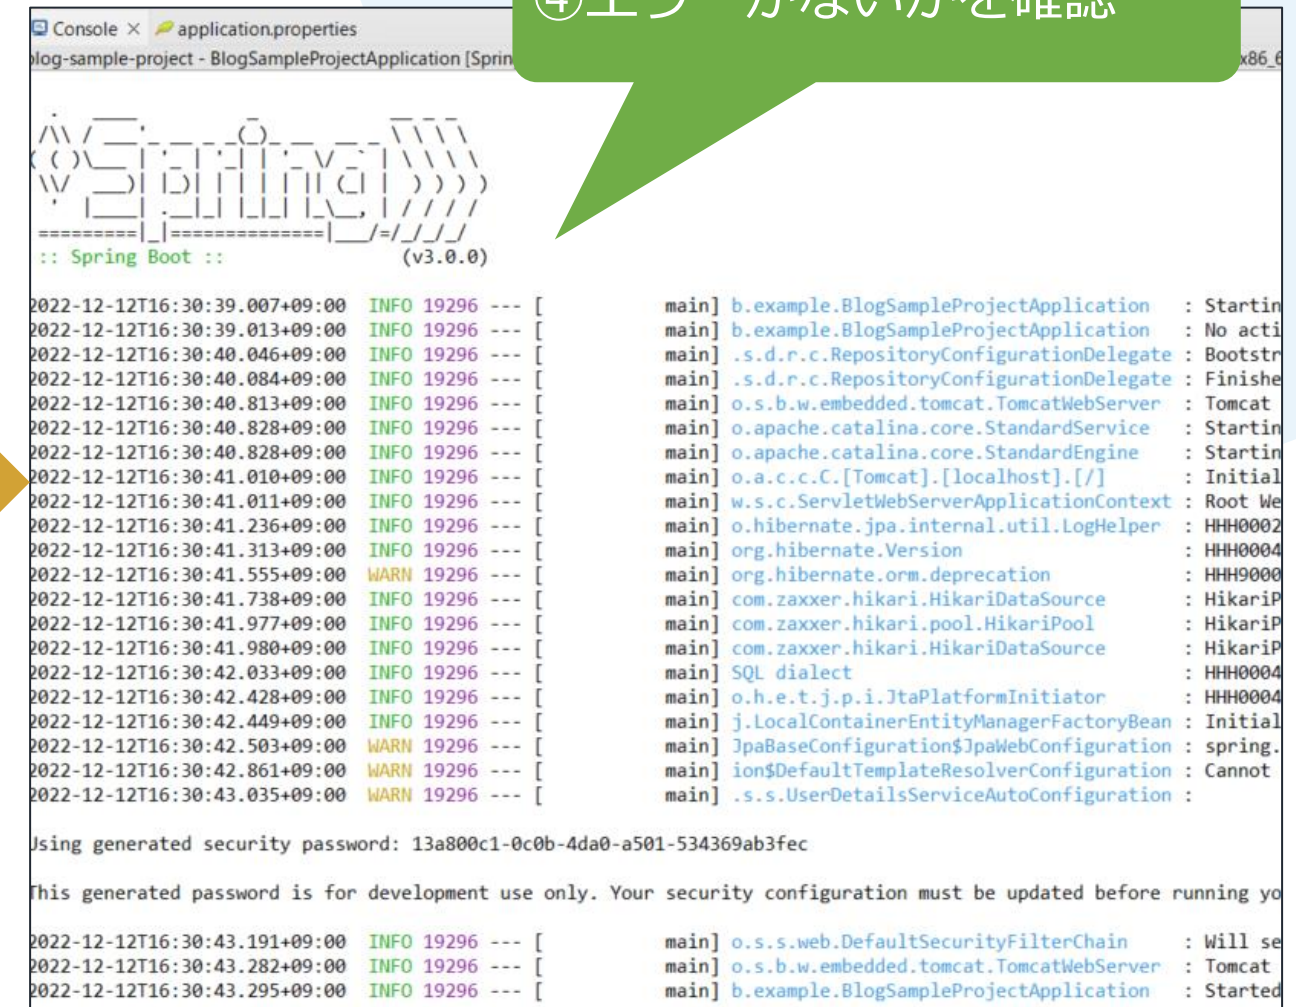 ④エラーがないかを確認
Console × application.properties
blog-sample-project - BlogSampleProjectApplication [Sprin
x86_6
:: Spring Boot :: (v3.0.0)
2022-12-12T16:30:39.007+09:00 INFO 19296 --- [ main] b.example.BlogSampleProjectApplication : Startin
2022-12-12T16:30:39.013+09:00 INFO 19296 --- [ main] b.example.BlogSampleProjectApplication : No acti
2022-12-12T16:30:40.046+09:00 INFO 19296 --- [ main] .s.d.r.c.RepositoryConfigurationDelegate : Bootstr
2022-12-12T16:30:40.084+09:00 INFO 19296 --- [ main] .s.d.r.c.RepositoryConfigurationDelegate : Finishe
2022-12-12T16:30:40.813+09:00 INFO 19296 --- [ main] o.s.b.w.embedded.tomcat.TomcatWebServer : Tomcat
2022-12-12T16:30:40.828+09:00 INFO 19296 --- [ main] o.apache.catalina.core.StandardService : Startin
2022-12-12T16:30:40.828+09:00 INFO 19296 --- [ main] o.apache.catalina.core.StandardEngine : Startin
2022-12-12T16:30:41.010+09:00 INFO 19296 --- [ main] o.a.c.c.C.[Tomcat].[localhost].[/] : Initial
2022-12-12T16:30:41.011+09:00 INFO 19296 --- [ main] w.s.c.ServletWebServerApplicationContext : Root We
2022-12-12T16:30:41.236+09:00 INFO 19296 --- [ main] o.hibernate.jpa.internal.util.LogHelper : HHH0002
2022-12-12T16:30:41.313+09:00 INFO 19296 --- [ main] org.hibernate.Version : HHH0004
2022-12-12T16:30:41.555+09:00 WARN 19296 --- [ main] org.hibernate.orm.deprecation : HHH9000
2022-12-12T16:30:41.738+09:00 INFO 19296 --- [ main] com.zaxxer.hikari.HikariDataSource : HikariP
2022-12-12T16:30:41.977+09:00 INFO 19296 --- [ main] com.zaxxer.hikari.pool.HikariPool : HikariP
2022-12-12T16:30:41.980+09:00 INFO 19296 --- [ main] com.zaxxer.hikari.HikariDataSource : HikariP
2022-12-12T16:30:42.033+09:00 INFO 19296 --- [ main] SQL dialect : HHH0004
2022-12-12T16:30:42.428+09:00 INFO 19296 --- [ main] o.h.e.t.j.p.i.JtaPlatformInitiator : HHH0004
2022-12-12T16:30:42.449+09:00 INFO 19296 --- [ main] j.LocalContainerEntityManagerFactoryBean : Initial
2022-12-12T16:30:42.503+09:00 WARN 19296 --- [ main] JpaBaseConfiguration$JpaWebConfiguration : spring.
2022-12-12T16:30:42.861+09:00 WARN 19296 --- [ main] ion$DefaultTemplateResolverConfiguration : Cannot
2022-12-12T16:30:43.035+09:00 WARN 19296 --- [ main] .s.s.UserDetailsServiceAutoConfiguration :
Using generated security password: 13a800c1-0c0b-4da0-a501-534369ab3fec
This generated password is for development use only. Your security configuration must be updated before running yo
2022-12-12T16:30:43.191+09:00 INFO 19296 --- [ main] o.s.s.web.DefaultSecurityFilterChain : Will se
2022-12-12T16:30:43.282+09:00 INFO 19296 --- [ main] o.s.b.w.embedded.tomcat.TomcatWebServer : Tomcat
2022-12-12T16:30:43.295+09:00 INFO 19296 --- [ main] b.example.BlogSampleProjectApplication : Started